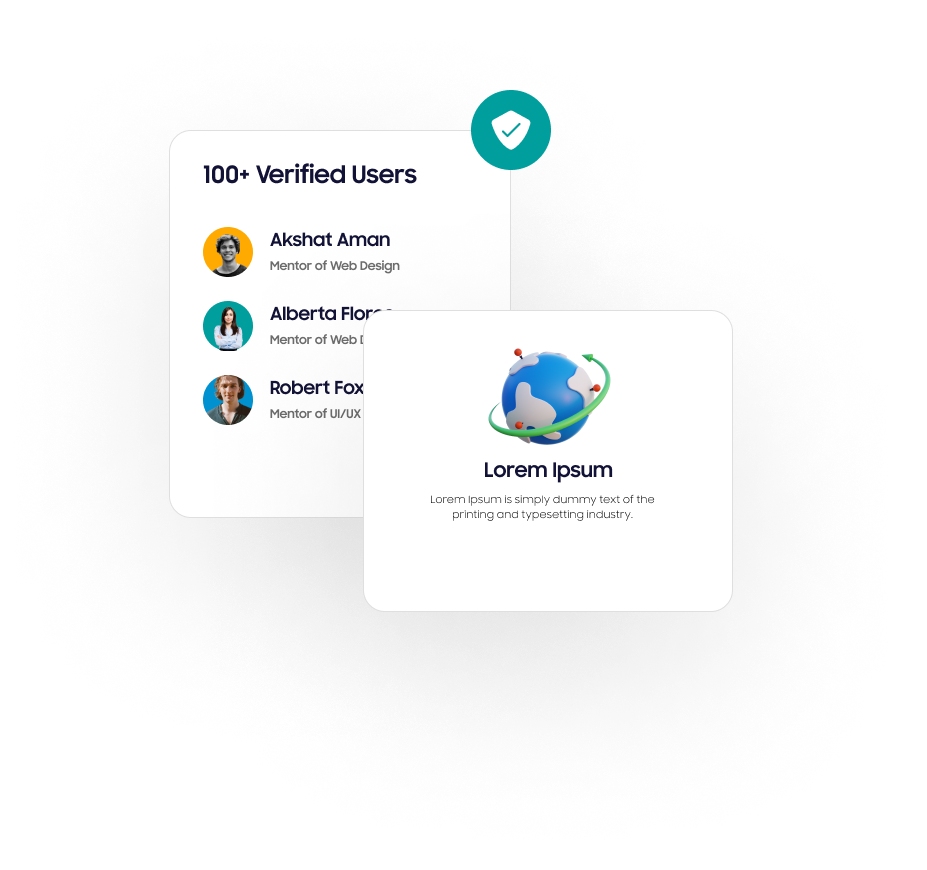 100+ Verified Users
Akshat Aman
Mentor of Web Design
Alberta
Mentor of Web
Robert Fox
Mentor of UI/UX
Lorem Ipsum
Lorem Ipsum is simply dummy text of the
printing and typesetting industry.